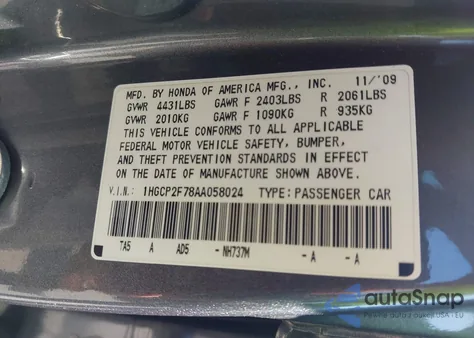 MFD. BY HONDA OF AMERICA MFG., INC. 11/'09
GVWR 4431LBS GAWR F 2403LBS R 2061LBS
GVWR 2010KG GAWR F 1090KG R 935KG
THIS VEHICLE CONFORMS TO ALL APPLICABLE
FEDERAL MOTOR VEHICLE SAFETY, BUMPER,
AND THEFT PREVENTION STANDARDS IN EFFECT
ON THE DATE OF MANUFACTURE SHOWN ABOVE.
V.I.N.: 1HGCP2F78AA058024 TYPE: PASSENGER CAR
TA5 A AD5 - NH737M - A - A
autoSnap